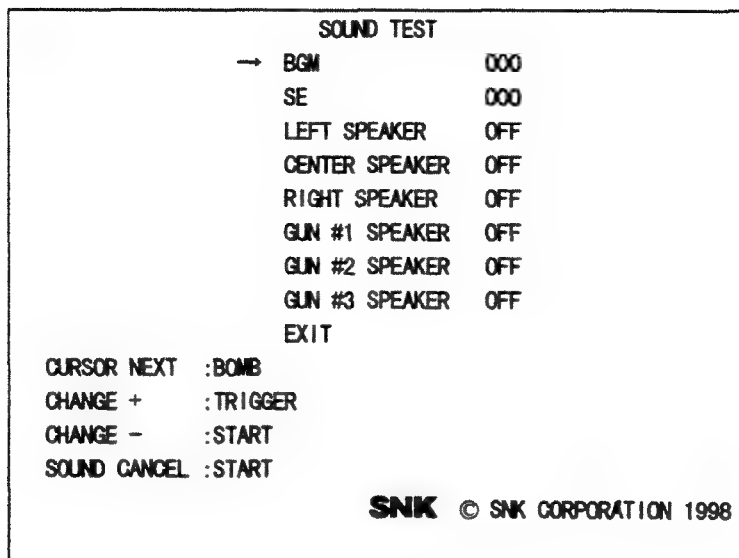 SOUND TEST
→ BGM 000
SE 000
LEFT SPEAKER OFF
CENTER SPEAKER OFF
RIGHT SPEAKER OFF
GUN #1 SPEAKER OFF
GUN #2 SPEAKER OFF
GUN #3 SPEAKER OFF
EXIT
CURSOR NEXT :BOMB
CHANGE + :TRIGGER
CHANGE − :START
SOUND CANCEL :START
SNK © SNK CORPORATION 1998